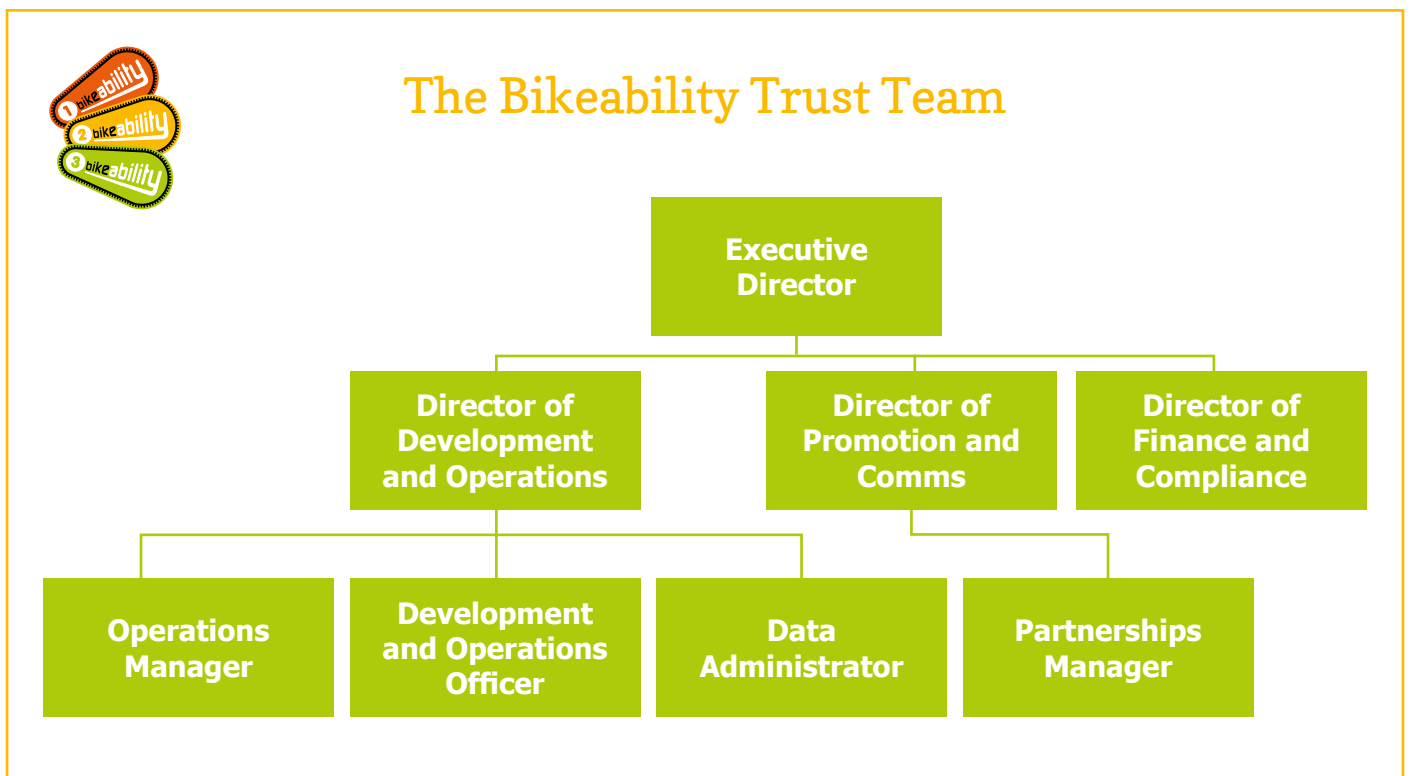 1 bikeability
2 bikeability
3 bikeability
The Bikeability Trust Team
Executive
Director
Director of
Development
and Operations
Director of
Promotion and
Comms
Director of
Finance and
Compliance
Operations
Manager
Development
and Operations
Officer
Data
Administrator
Partnerships
Manager